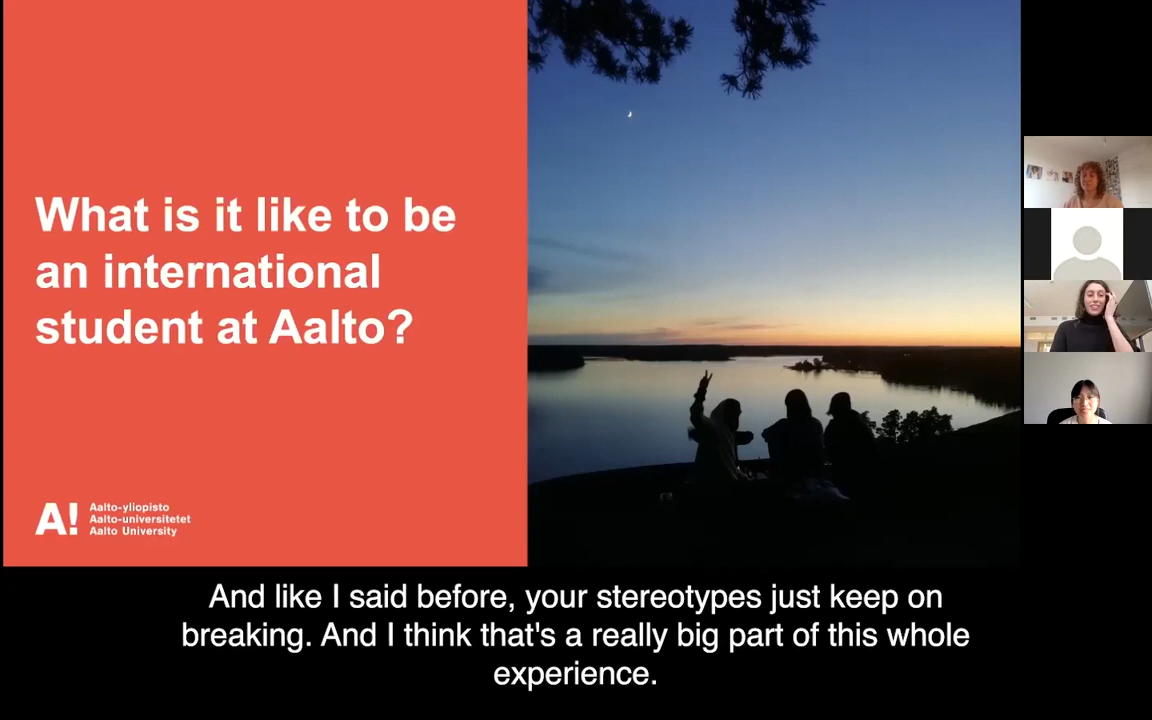 What is it like to be
an international
student at Aalto?
A!
Aalto-yliopisto
Aalto-universitetet
Aalto University
And like I said before, your stereotypes just keep on
breaking. And I think that's a really big part of this whole
experience.